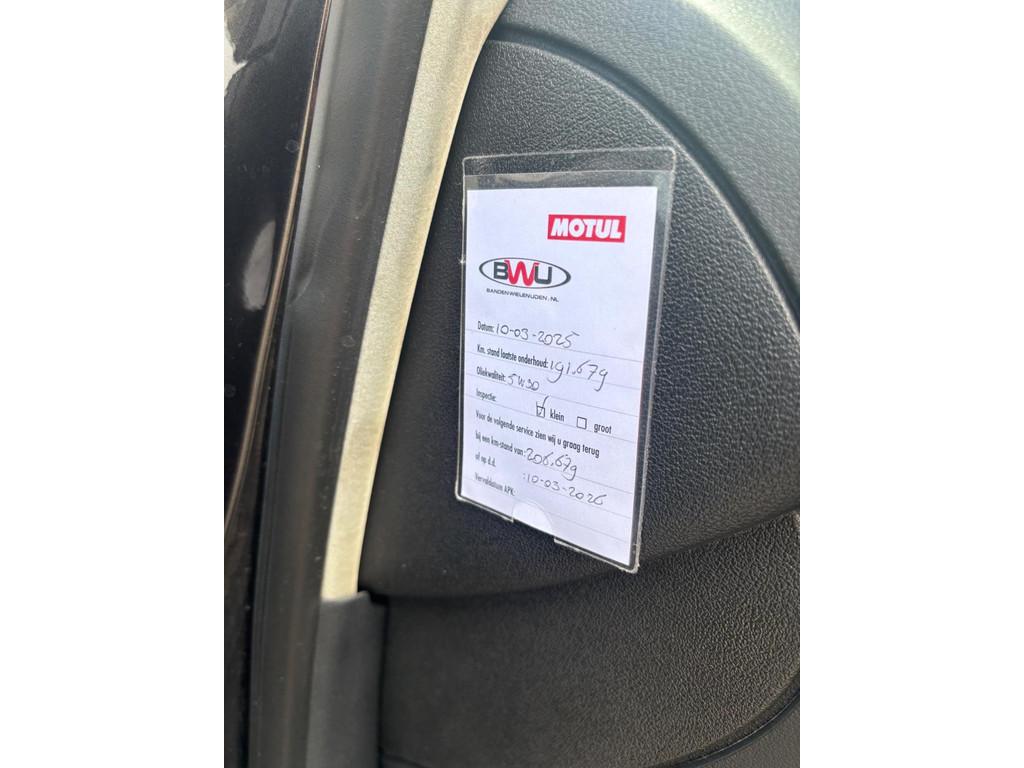 MOTUL
BWU
BANDENWIELENUDEN.NL
Datum: 10-03-2025
Km. stand laatste onderhoud: 191.679
Oliekwaliteit: 5W30
Inspectie: klein groot
Voor de volgende service zien wij u graag terug
bij een km-stand van: 206.679
of op d.d. : 10-03-2026
Vervaldatum APK: